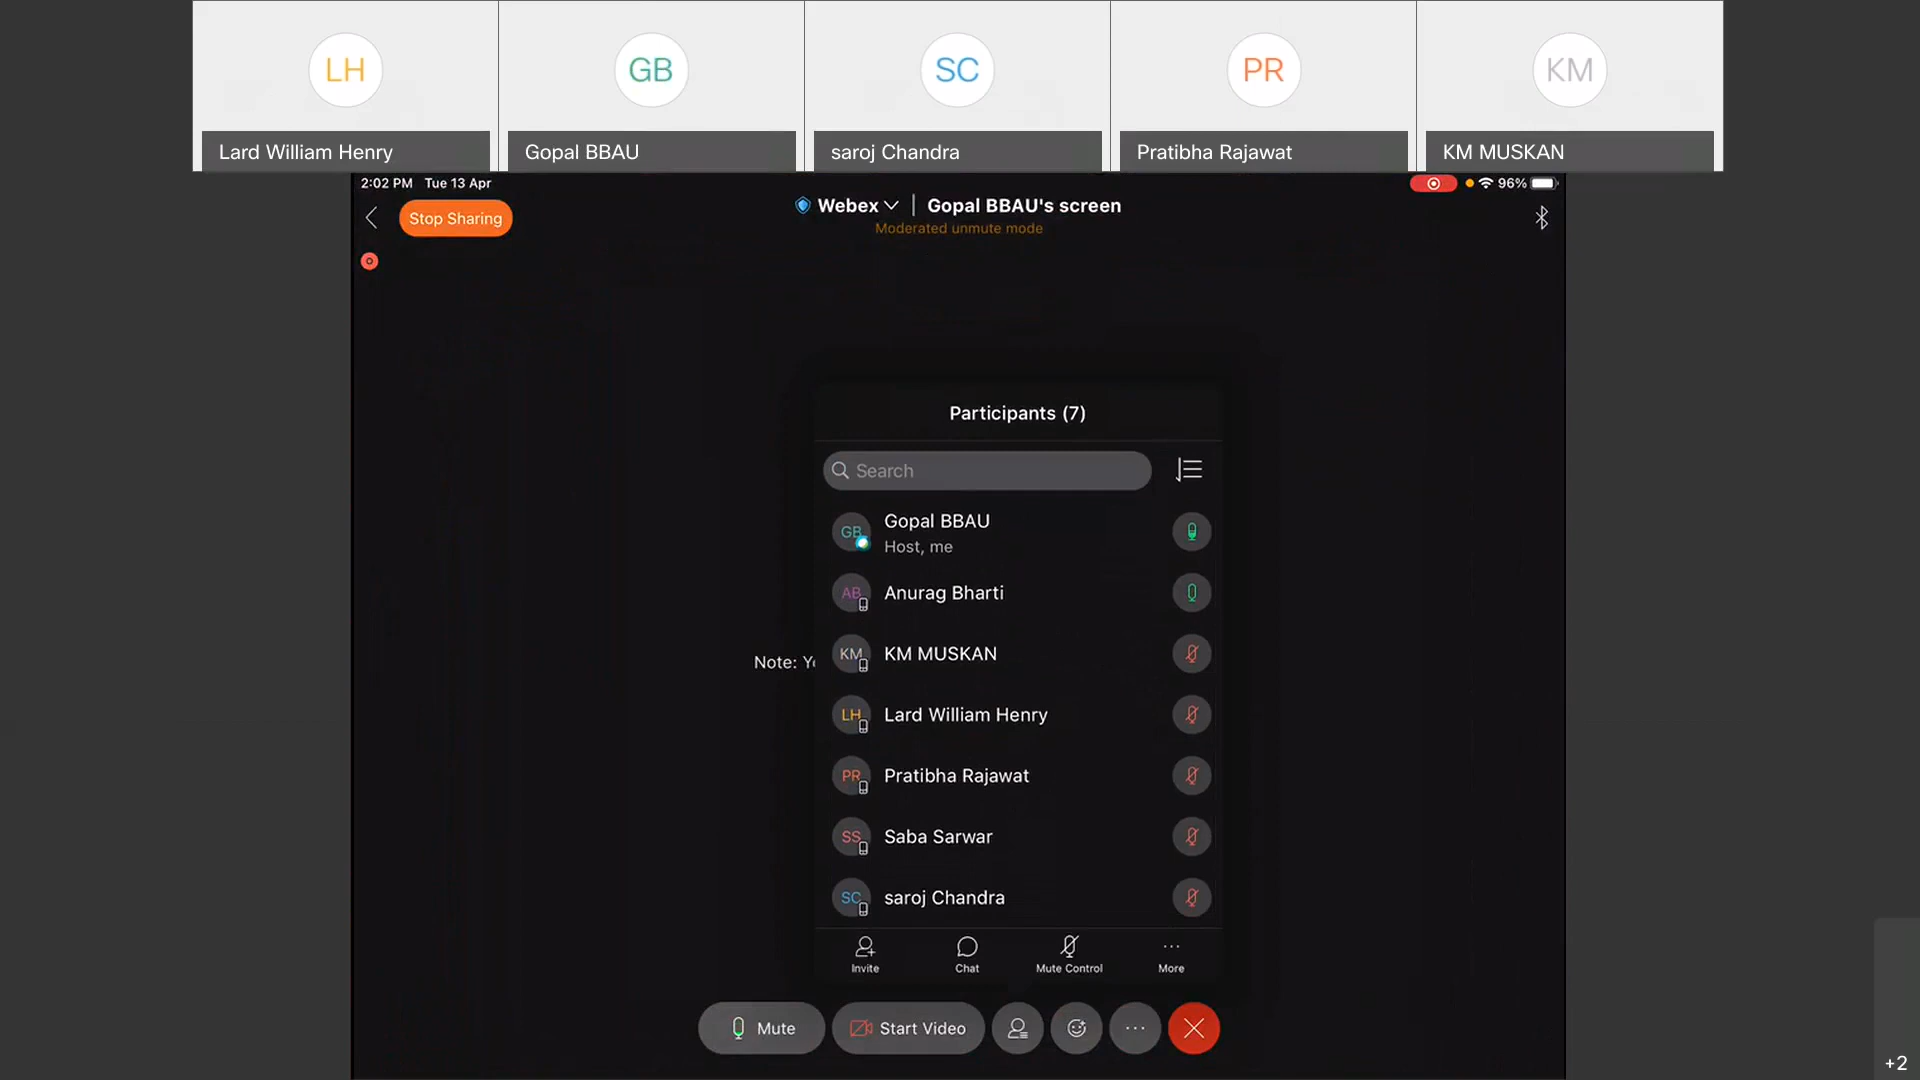 LH
GB
SC
PR
KM
Lard William Henry
Gopal BBAU
saroj Chandra
Pratibha Rajawat
KM MUSKAN
2:02 PM Tue 13 Apr
96%
Stop Sharing
Webex | Gopal BBAU's screen
Moderated unmute mode
Participants (7)
Search
GB
Gopal BBAU
Host, me
AB
Anurag Bharti
KM
KM MUSKAN
Note:
LH
Lard William Henry
PR
Pratibha Rajawat
SS
Saba Sarwar
SC
saroj Chandra
Invite
Chat
Mute Control
More
Mute
Start Video
+2